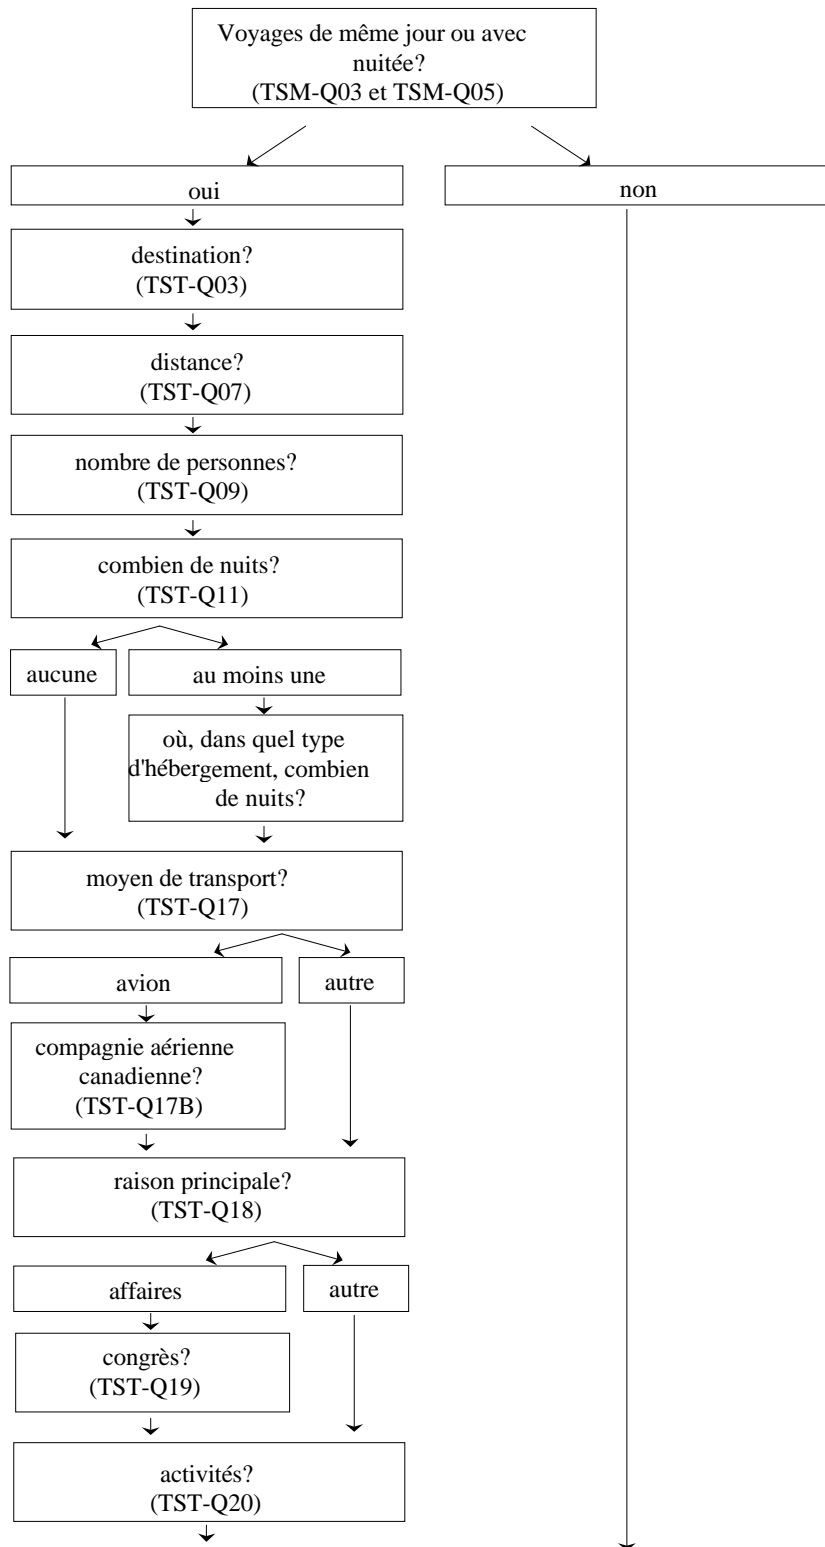 Voyages de même jour ou avec
nuitée?
(TSM-Q03 et TSM-Q05)
oui
non
destination?
(TST-Q03)
distance?
(TST-Q07)
nombre de personnes?
(TST-Q09)
combien de nuits?
(TST-Q11)
aucune
au moins une
où, dans quel type
d'hébergement, combien
de nuits?
moyen de transport?
(TST-Q17)
avion
autre
compagnie aérienne
canadienne?
(TST-Q17B)
raison principale?
(TST-Q18)
affaires
autre
congrès?
(TST-Q19)
activités?
(TST-Q20)